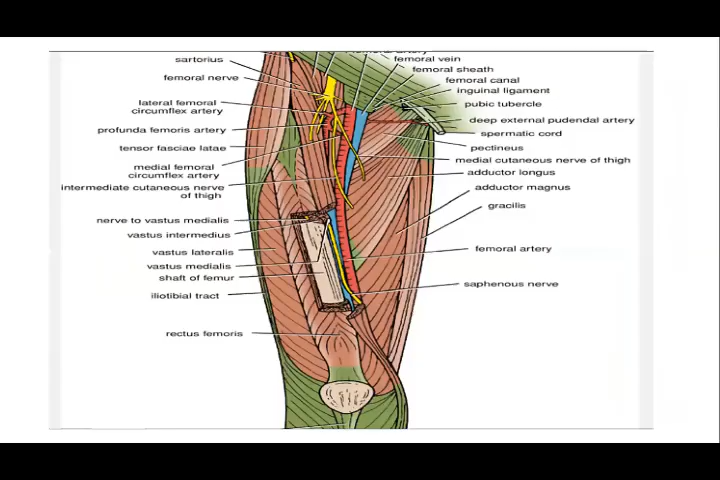 sartorius
femoral nerve
lateral femoral
circumflex artery
profunda femoris artery
tensor fasciae latae
medial femoral
circumflex artery
intermediate cutaneous nerve
of thigh
nerve to vastus medialis
vastus intermedius
vastus lateralis
vastus medialis
shaft of femur
iliotibial tract
rectus femoris
femoral vein
femoral sheath
femoral canal
inguinal ligament
pubic tubercle
deep external pudendal artery
spermatic cord
pectineus
medial cutaneous nerve of thigh
adductor longus
adductor magnus
gracilis
femoral artery
saphenous nerve